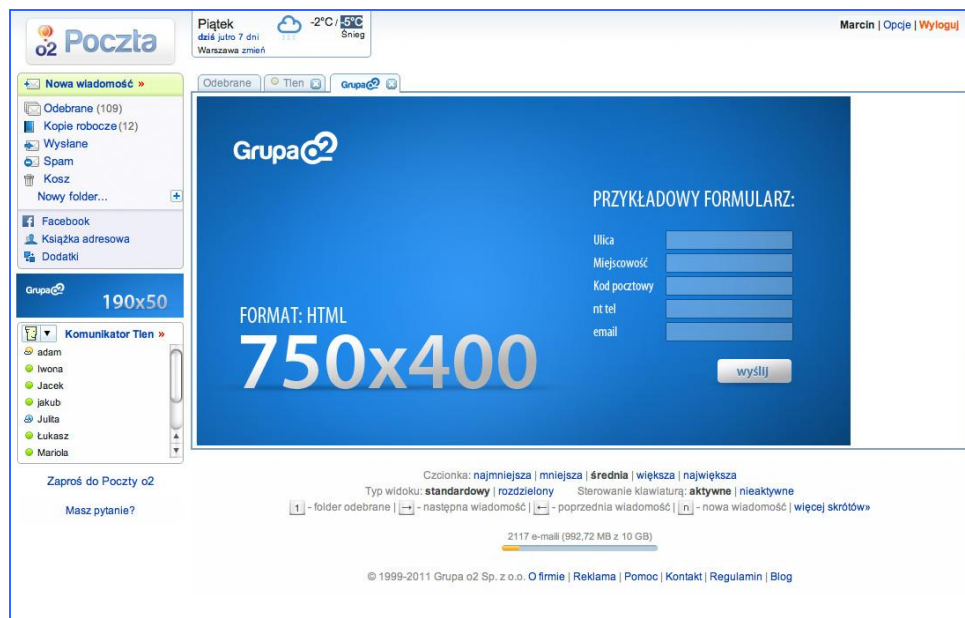 o2 Poczta
Piątek
dziś jutro 7 dni
Warszawa zmień
-2°C / -5°C
Śnieg
Marcin | Opcje | Wyloguj
Nowa wiadomość »
Odebrane (109)
Kopie robocze (12)
Wysłane
Spam
Kosz
Nowy folder...
Facebook
Książka adresowa
Dodatki
Grupa o2
190x50
Komunikator Tlen »
adam
Iwona
Jacek
jakub
Julita
Łukasz
Mariola
Zaproś do Poczty o2
Masz pytanie?
Odebrane Tlen Grupa o2
Grupa o2
FORMAT: HTML
750x400
PRZYKŁADOWY FORMULARZ:
Ulica
Miejscowość
Kod pocztowy
nt tel
email
wyślij
Czcionka: najmniejsza | mniejsza | średnia | większa | największa
Typ widoku: standardowy | rozdzielony Sterowanie klawiaturą: aktywne | nieaktywne
1 - folder odebrane | → - następna wiadomość | ← - poprzednia wiadomość | n - nowa wiadomość | więcej skrótów»
2117 e-maili (992,72 MB z 10 GB)
© 1999-2011 Grupa o2 Sp. z o.o. O firmie | Reklama | Pomoc | Kontakt | Regulamin | Blog